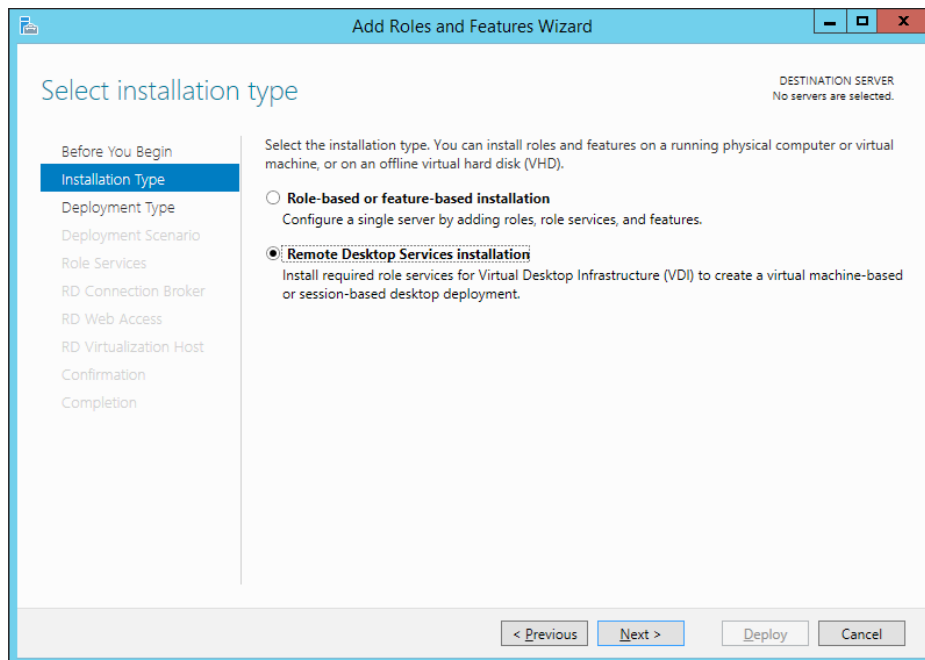 Add Roles and Features Wizard
Select installation type
DESTINATION SERVER
No servers are selected.
Before You Begin
Installation Type
Deployment Type
Deployment Scenario
Role Services
RD Connection Broker
RD Web Access
RD Virtualization Host
Confirmation
Completion
Select the installation type. You can install roles and features on a running physical computer or virtual
machine, or on an offline virtual hard disk (VHD).
Role-based or feature-based installation
Configure a single server by adding roles, role services, and features.
Remote Desktop Services installation
Install required role services for Virtual Desktop Infrastructure (VDI) to create a virtual machine-based
or session-based desktop deployment.
< Previous
Next >
Deploy
Cancel